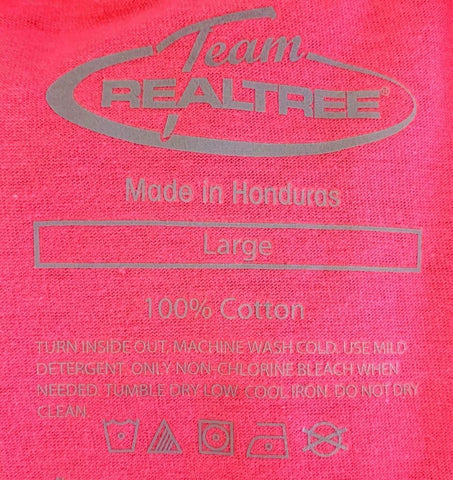 Team
REALTREE®
Made in Honduras
Large
100% Cotton
TURN INSIDE OUT. MACHINE WASH COLD. USE MILD
DETERGENT. ONLY NON-CHLORINE BLEACH WHEN
NEEDED. TUMBLE DRY LOW. COOL IRON. DO NOT DRY
CLEAN.